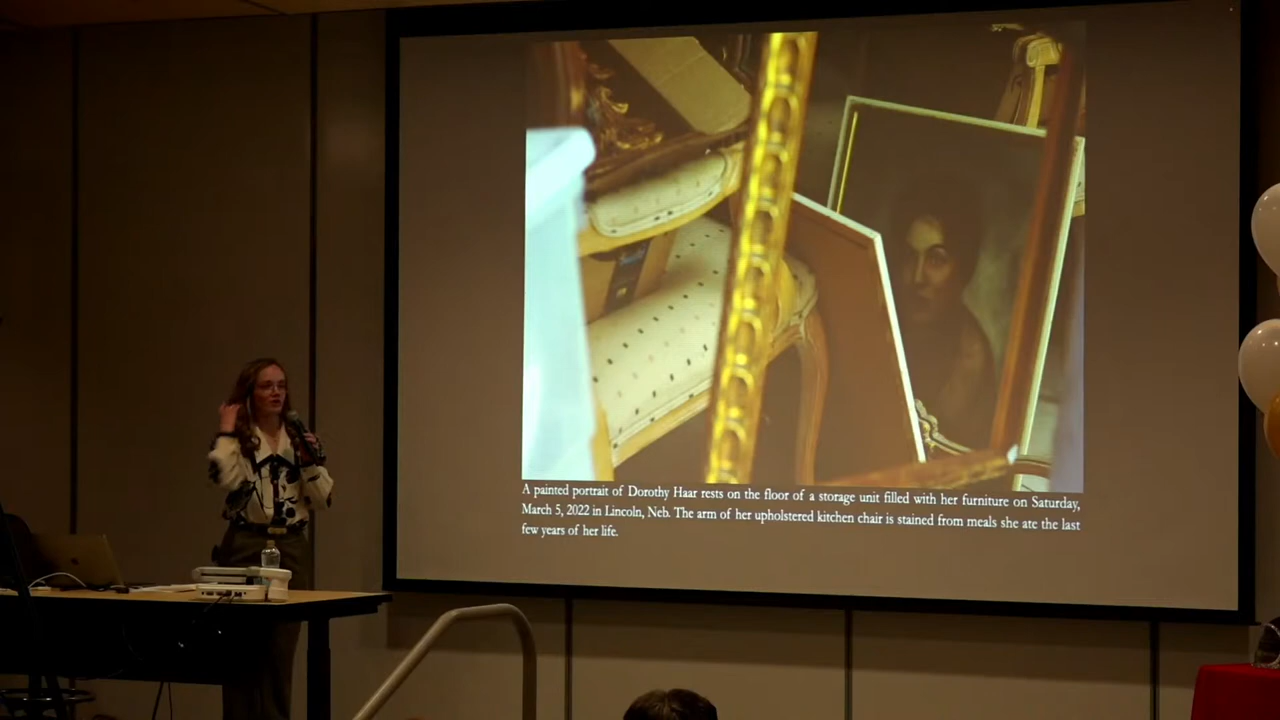 A painted portrait of Dorothy Haar rests on the floor of a storage unit filled with her furniture on Saturday,
March 5, 2022 in Lincoln, Neb. The arm of her upholstered kitchen chair is stained from meals she ate the last
few years of her life.